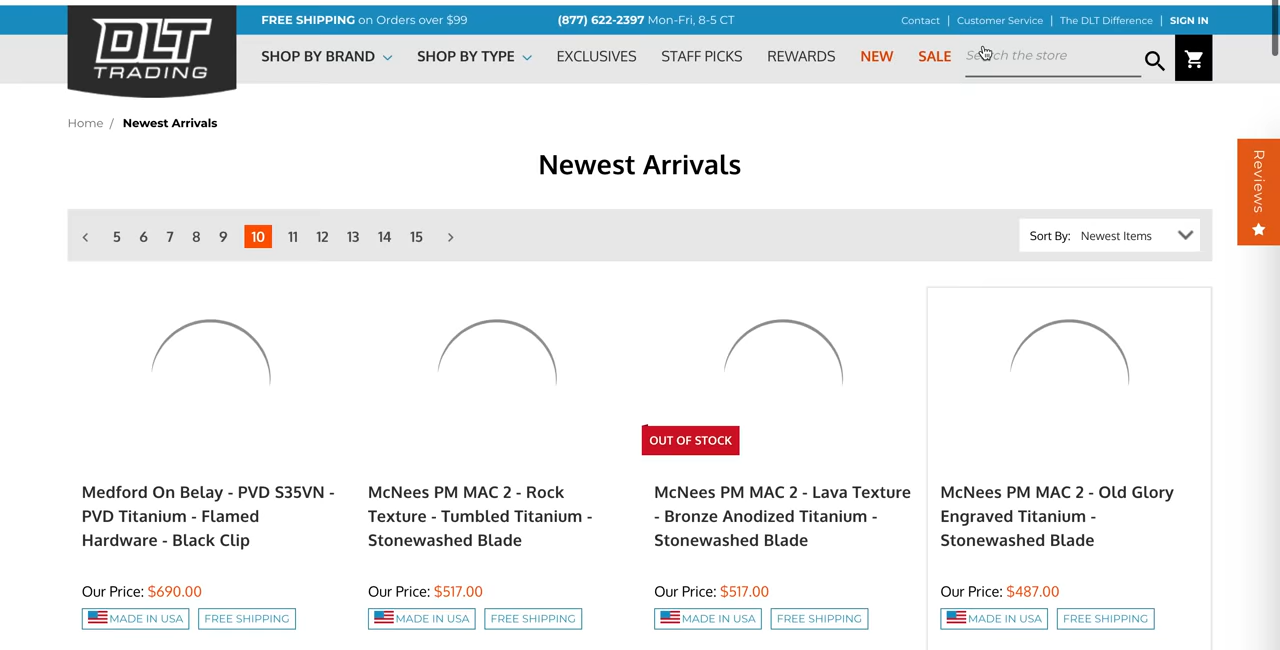 FREE SHIPPING on Orders over $99
(877) 622-2397 Mon-Fri, 8-5 CT
Contact | Customer Service | The DLT Difference | SIGN IN
DLT
TRADING
SHOP BY BRAND SHOP BY TYPE EXCLUSIVES STAFF PICKS REWARDS NEW SALE Search the store
Home / Newest Arrivals
Newest Arrivals
Reviews
< 5 6 7 8 9 10 11 12 13 14 15 >
Sort By: Newest Items
OUT OF STOCK
Medford On Belay - PVD S35VN -
PVD Titanium - Flamed
Hardware - Black Clip
Our Price: $690.00
MADE IN USA FREE SHIPPING
McNees PM MAC 2 - Rock
Texture - Tumbled Titanium -
Stonewashed Blade
Our Price: $517.00
MADE IN USA FREE SHIPPING
McNees PM MAC 2 - Lava Texture
- Bronze Anodized Titanium -
Stonewashed Blade
Our Price: $517.00
MADE IN USA FREE SHIPPING
McNees PM MAC 2 - Old Glory
Engraved Titanium -
Stonewashed Blade
Our Price: $487.00
MADE IN USA FREE SHIPPING